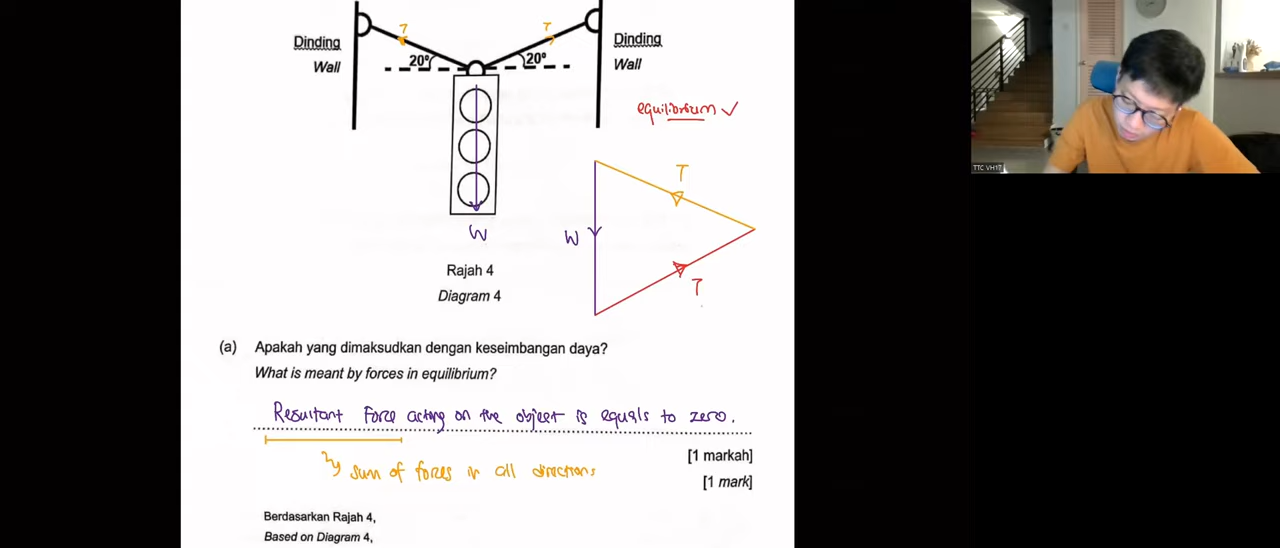 T T
Dinding Dinding
Wall 20° 20° Wall
equilibrium ✓
TTC VH17
T
W W
Rajah 4 T
Diagram 4
(a) Apakah yang dimaksudkan dengan keseimbangan daya?
What is meant by forces in equilibrium?
Resultant Force acting on the object is equals to zero.
[1 markah]
sum of forces in all directions
[1 mark]
Berdasarkan Rajah 4,
Based on Diagram 4,